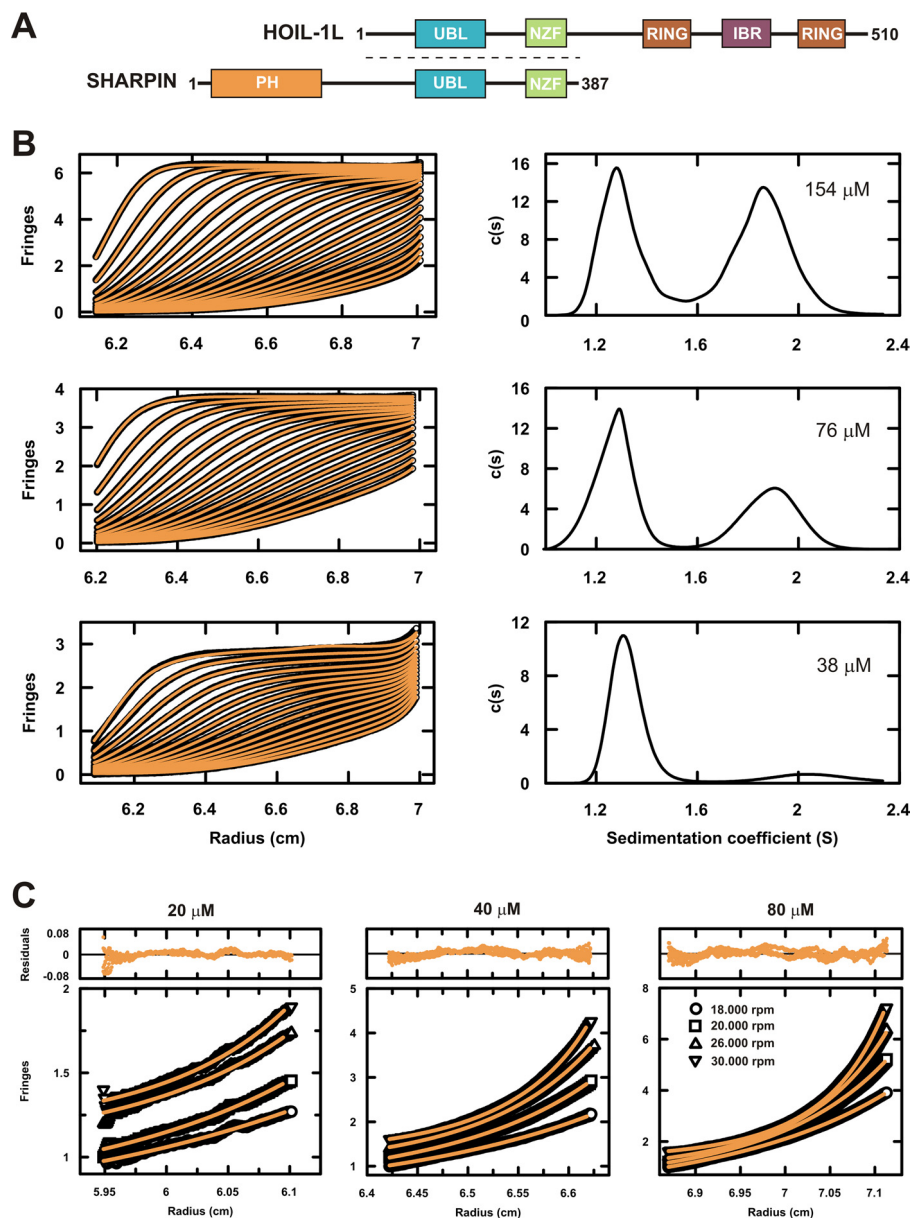 A
HOIL-1L 1 UBL NZF RING IBR RING 510
SHARPIN 1 PH UBL NZF 387
B
Fringes
6
4
2
0
6.2 6.4 6.6 6.8 7
c(s)
16
12
8
4
0
154 μM
1.2 1.6 2 2.4
Fringes
4
3
2
1
0
6.2 6.4 6.6 6.8 7
c(s)
16
12
8
4
0
76 μM
1.2 1.6 2 2.4
Fringes
3
2
1
0
6.2 6.4 6.6 6.8 7
Radius (cm)
c(s)
12
8
4
0
38 μM
1.2 1.6 2 2.4
Sedimentation coefficient (S)
C
20 μM 40 μM 80 μM
Residuals
0.08
-0.08
Fringes
2
1.5
1
5.95 6 6.05 6.1
Radius (cm)
5
4
3
2
1
6.4 6.45 6.5 6.55 6.6
Radius (cm)
8
6
4
2
18.000 rpm
20.000 rpm
26.000 rpm
30.000 rpm
6.9 6.95 7 7.05 7.1
Radius (cm)